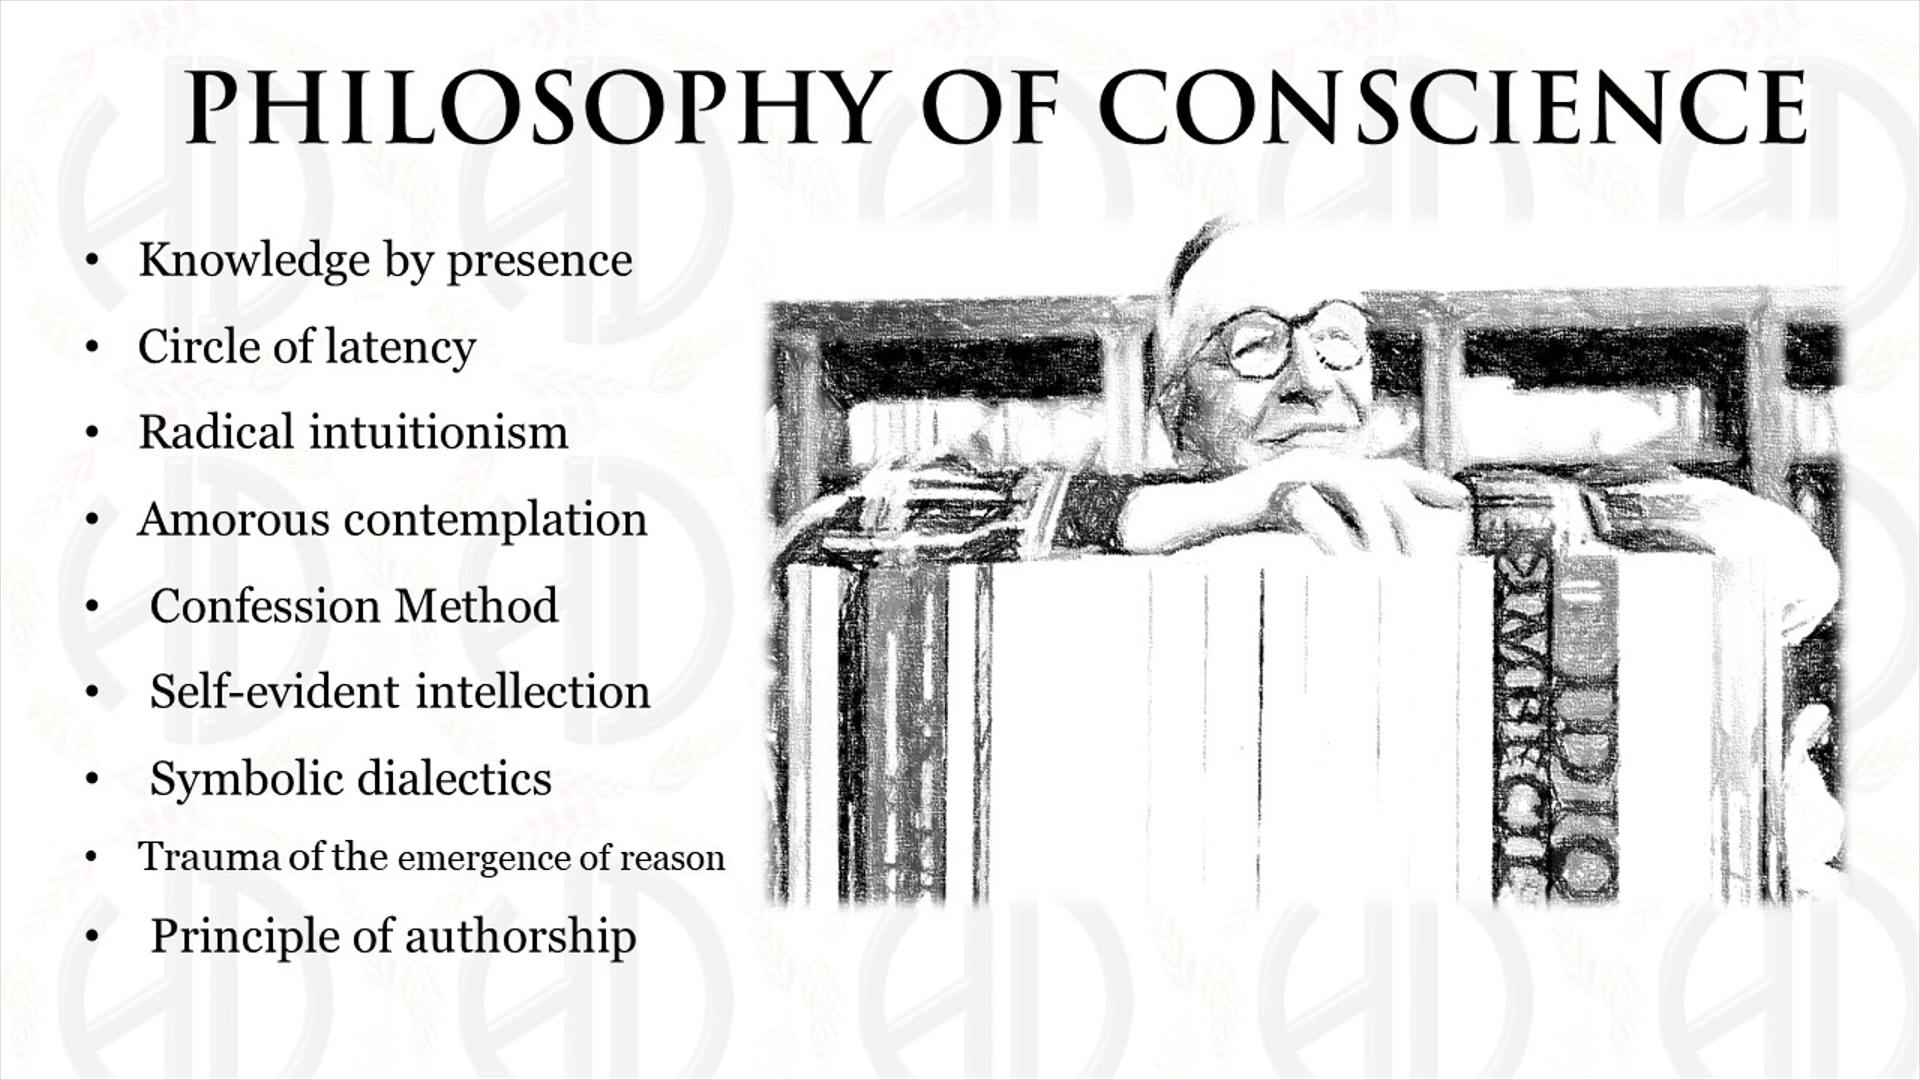 PHILOSOPHY OF CONSCIENCE
• Knowledge by presence
• Circle of latency
• Radical intuitionism
• Amorous contemplation
• Confession Method
• Self-evident intellection
• Symbolic dialectics
• Trauma of the emergence of reason
• Principle of authorship